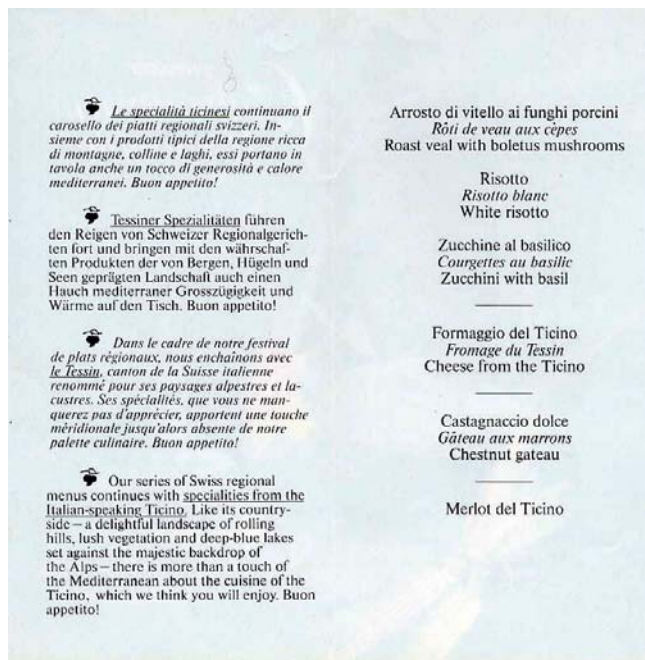 Le specialità ticinesi continuano il
carosello dei piatti regionali svizzeri. In-
sieme con i prodotti tipici della regione ricca
di montagne, colline e laghi, essi portano in
tavola anche un tocco di generosità e calore
mediterranei. Buon appetito!
Tessiner Spezialitäten führen
den Reigen von Schweizer Regionalgerich-
ten fort und bringen mit den währschaf-
ten Produkten der von Bergen, Hügeln und
Seen geprägten Landschaft auch einen
Hauch mediterraner Grosszügigkeit und
Wärme auf den Tisch. Buon appetito!
Dans le cadre de notre festival
de plats régionaux, nous enchaînons avec
le Tessin, canton de la Suisse italienne
renommé pour ses paysages alpestres et la-
custres. Ses spécialités, que vous ne man-
querez pas d'apprécier, apportent une touche
méridionale jusqu'alors absente de notre
palette culinaire. Buon appetito!
Our series of Swiss regional
menus continues with specialities from the
Italian-speaking Ticino. Like its country-
side – a delightful landscape of rolling
hills, lush vegetation and deep-blue lakes
set against the majestic backdrop of
the Alps – there is more than a touch of
the Mediterranean about the cuisine of the
Ticino, which we think you will enjoy. Buon
appetito!
Arrosto di vitello ai funghi porcini
Rôti de veau aux cèpes
Roast veal with boletus mushrooms
Risotto
Risotto blanc
White risotto
Zucchine al basilico
Courgettes au basilic
Zucchini with basil
Formaggio del Ticino
Fromage du Tessin
Cheese from the Ticino
Castagnaccio dolce
Gâteau aux marrons
Chestnut gateau
Merlot del Ticino